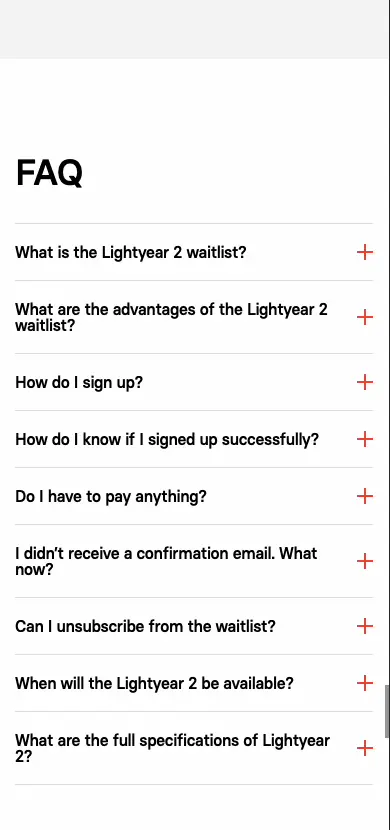 FAQ
What is the Lightyear 2 waitlist?
What are the advantages of the Lightyear 2
waitlist?
How do I sign up?
How do I know if I signed up successfully?
Do I have to pay anything?
I didn’t receive a confirmation email. What
now?
Can I unsubscribe from the waitlist?
When will the Lightyear 2 be available?
What are the full specifications of Lightyear
2?